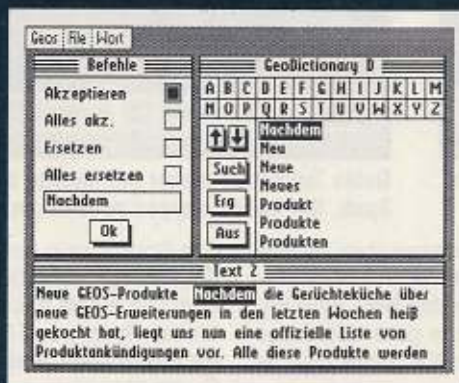 Geos File Wort
Befehle
Akzeptieren
Alles akz.
Ersetzen
Alles ersetzen
Nachdem
Ok
GeoDictionary D
A B C D E F G H I J K L M
N O P Q R S T U V W X Y Z
Such
Erg
Aus
Nachdem
Neu
Neue
Neues
Produkt
Produkte
Produkten
Text 2
Neue GEOS-Produkte Nachdem die Gerüchteküche über
neue GEOS-Erweiterungen in den letzten Wochen heiß
gekocht hat, liegt uns nun eine offizielle Liste von
Produktankündigungen vor. Alle diese Produkte werden